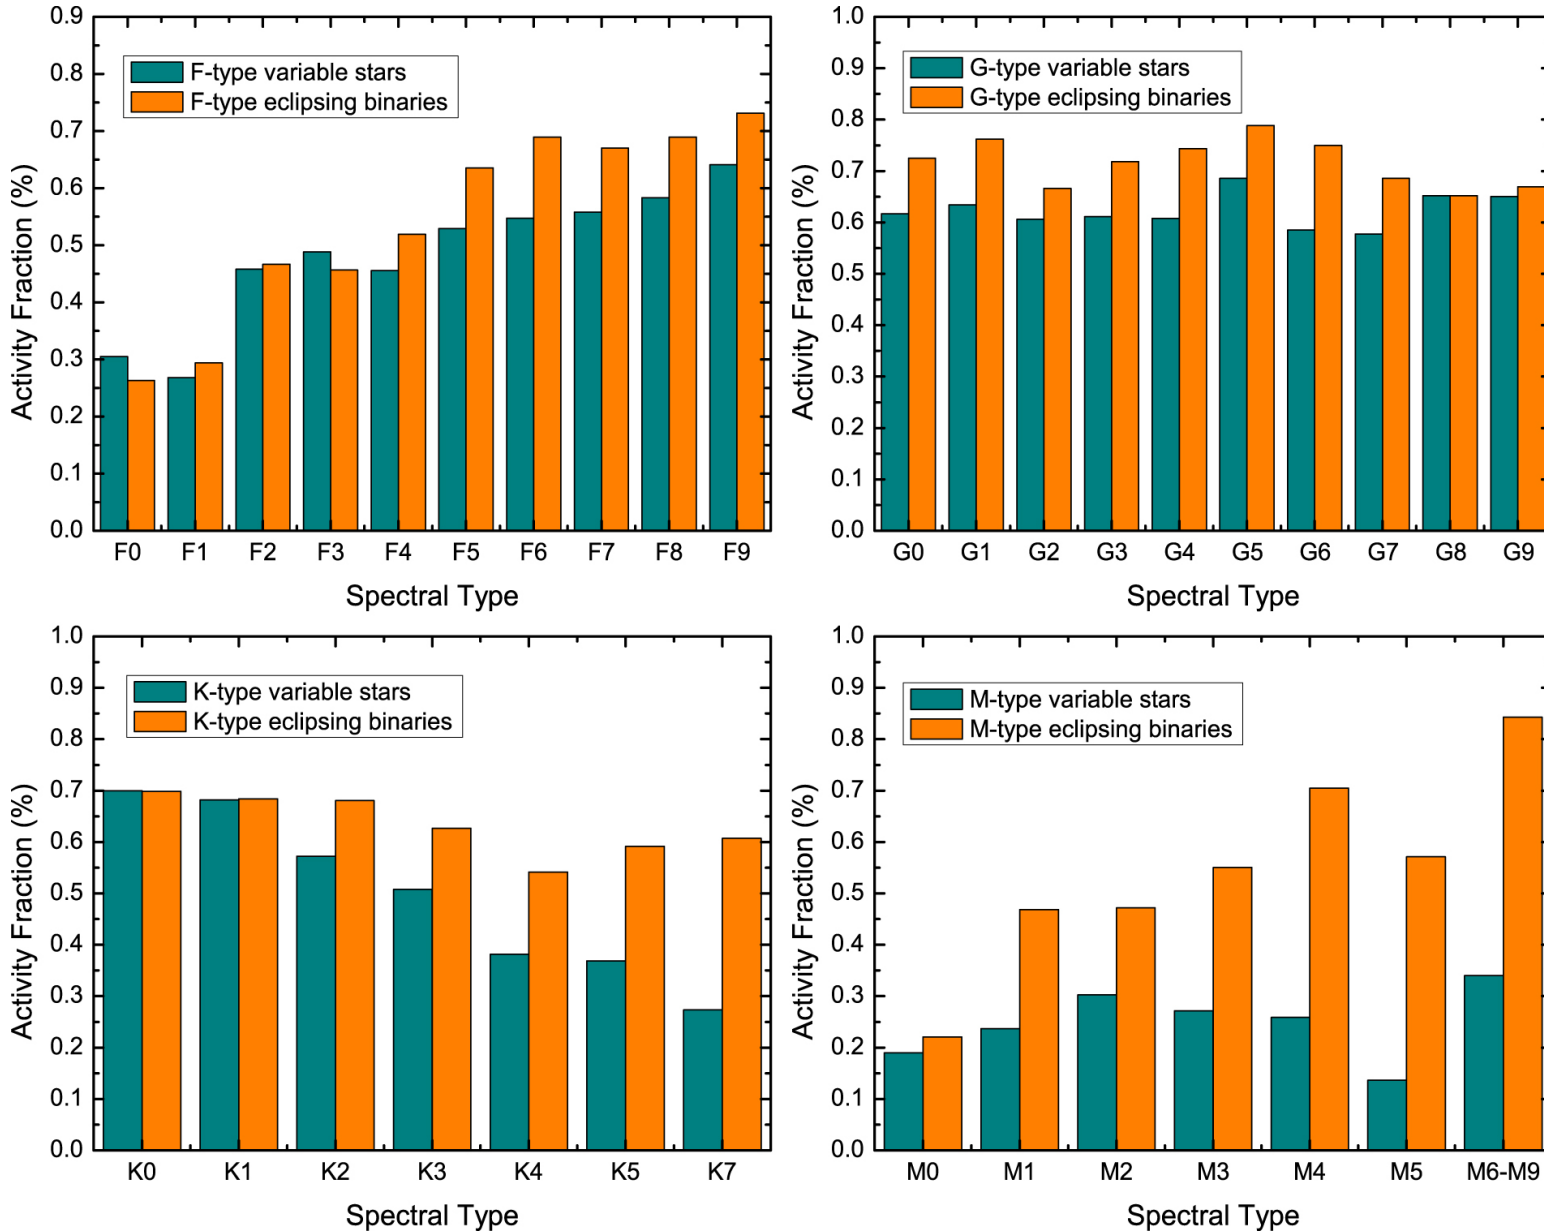 0.9
0.8
0.7
0.6
0.5
0.4
0.3
0.2
0.1
0.0
Activity Fraction (%)
F-type variable stars
F-type eclipsing binaries
F0 F1 F2 F3 F4 F5 F6 F7 F8 F9
Spectral Type
1.0
0.9
0.8
0.7
0.6
0.5
0.4
0.3
0.2
0.1
0.0
Activity Fraction (%)
G-type variable stars
G-type eclipsing binaries
G0 G1 G2 G3 G4 G5 G6 G7 G8 G9
Spectral Type
1.0
0.9
0.8
0.7
0.6
0.5
0.4
0.3
0.2
0.1
0.0
Activity Fraction (%)
K-type variable stars
K-type eclipsing binaries
K0 K1 K2 K3 K4 K5 K7
Spectral Type
1.0
0.9
0.8
0.7
0.6
0.5
0.4
0.3
0.2
0.1
0.0
Activity Fraction (%)
M-type variable stars
M-type eclipsing binaries
M0 M1 M2 M3 M4 M5 M6-M9
Spectral Type